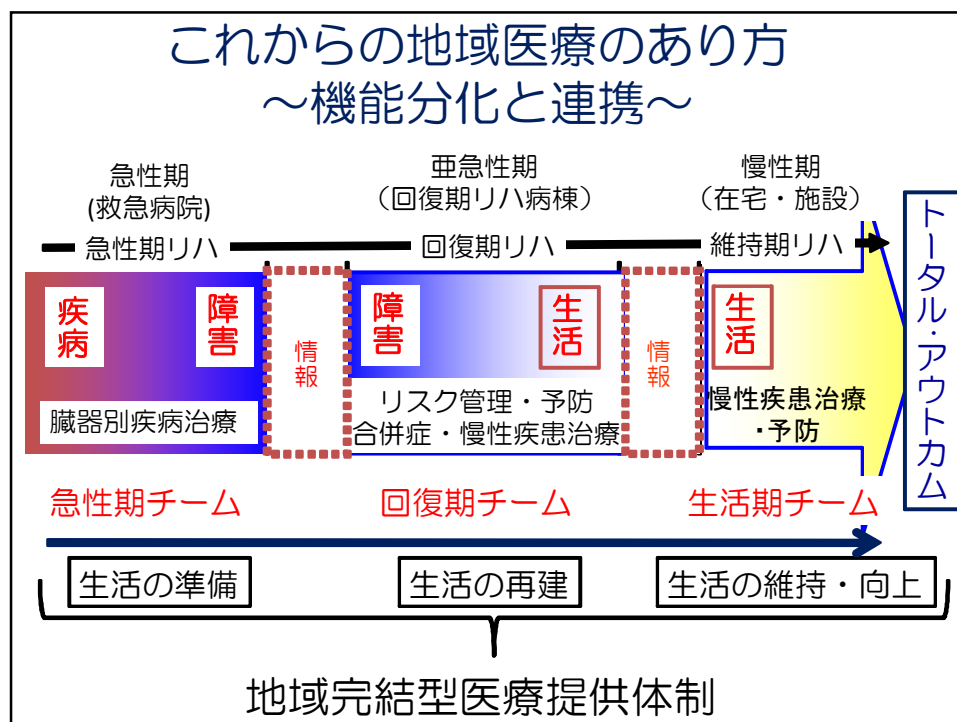 これからの地域医療のあり方
～機能分化と連携～
急性期
(救急病院)
急性期リハ
亜急性期
（回復期リハ病棟）
回復期リハ
慢性期
（在宅・施設）
維持期リハ
トータル・アウトカム
疾病
障害
臓器別疾病治療
情報
障害
生活
リスク管理・予防
合併症・慢性疾患治療
情報
生活
慢性疾患治療
・予防
急性期チーム
回復期チーム
生活期チーム
生活の準備
生活の再建
生活の維持・向上
地域完結型医療提供体制